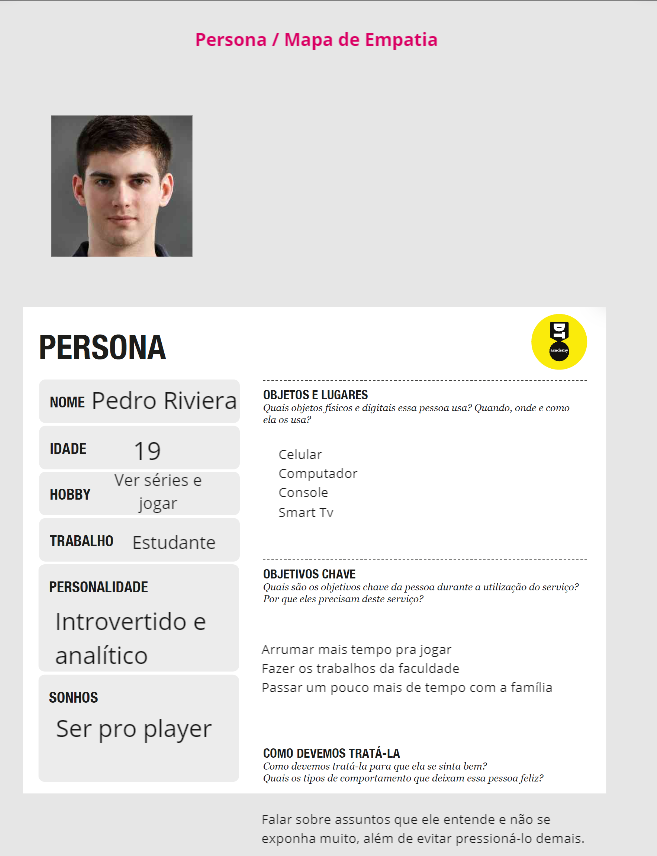 Persona / Mapa de Empatia
PERSONA
DT
academy
NOME Pedro Riviera
IDADE 19
HOBBY Ver séries e
jogar
TRABALHO Estudante
PERSONALIDADE
Introvertido e
analítico
SONHOS
Ser pro player
OBJETOS E LUGARES
Quais objetos físicos e digitais essa pessoa usa? Quando, onde e como
ela os usa?
Celular
Computador
Console
Smart Tv
OBJETIVOS CHAVE
Quais são os objetivos chave da pessoa durante a utilização do serviço?
Por que eles precisam deste serviço?
Arrumar mais tempo pra jogar
Fazer os trabalhos da faculdade
Passar um pouco mais de tempo com a família
COMO DEVEMOS TRATÁ-LA
Como devemos tratá-la para que ela se sinta bem?
Quais os tipos de comportamento que deixam essa pessoa feliz?
Falar sobre assuntos que ele entende e não se
exponha muito, além de evitar pressioná-lo demais.